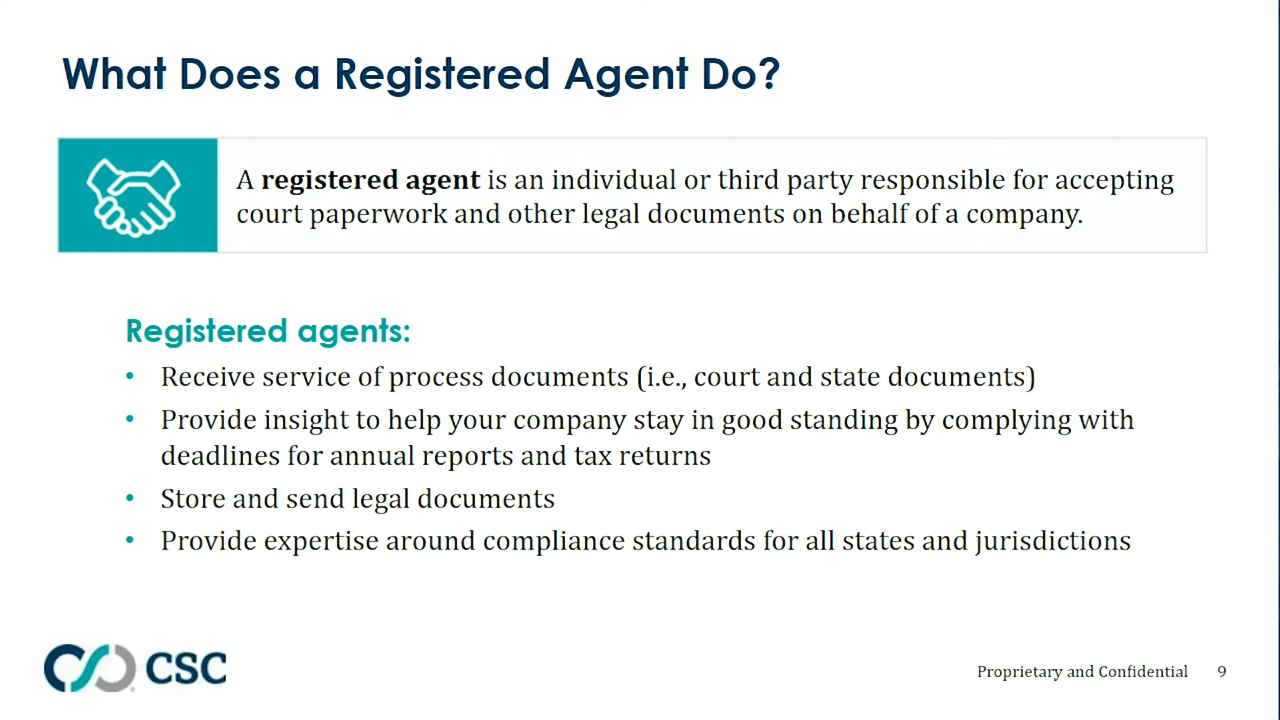 What Does a Registered Agent Do?
A registered agent is an individual or third party responsible for accepting
court paperwork and other legal documents on behalf of a company.
Registered agents:
• Receive service of process documents (i.e., court and state documents)
• Provide insight to help your company stay in good standing by complying with
deadlines for annual reports and tax returns
• Store and send legal documents
• Provide expertise around compliance standards for all states and jurisdictions
CSC
Proprietary and Confidential 9